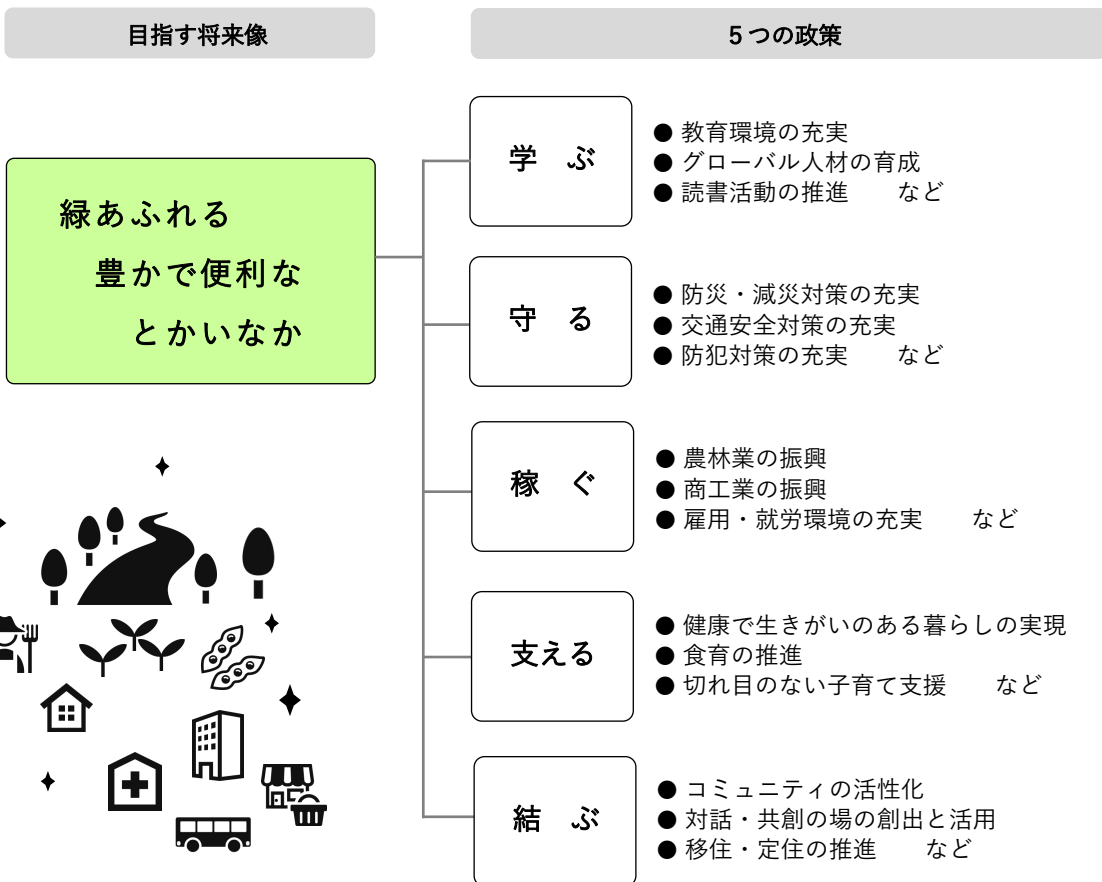 目指す将来像
5つの政策
緑あふれる
豊かで便利な
とかいなか
学 ぶ
● 教育環境の充実
● グローバル人材の育成
● 読書活動の推進 など
守 る
● 防災・減災対策の充実
● 交通安全対策の充実
● 防犯対策の充実 など
稼 ぐ
● 農林業の振興
● 商工業の振興
● 雇用・就労環境の充実 など
支える
● 健康で生きがいのある暮らしの実現
● 食育の推進
● 切れ目のない子育て支援 など
結 ぶ
● コミュニティの活性化
● 対話・共創の場の創出と活用
● 移住・定住の推進 など